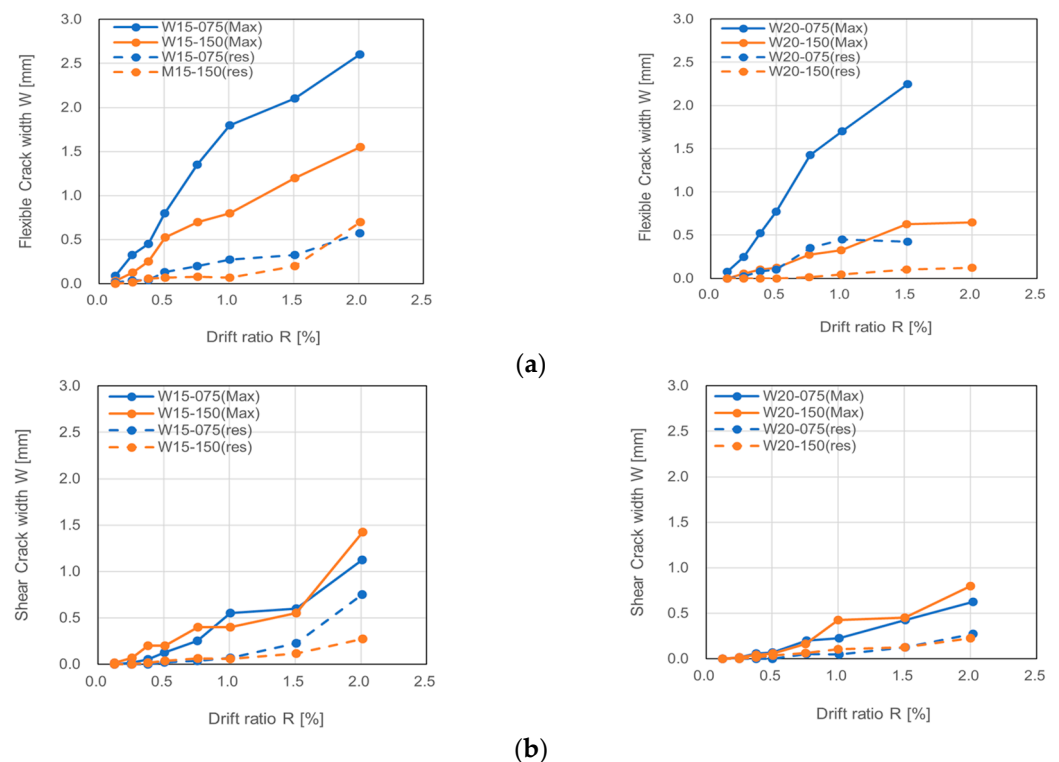 3.0
2.5
2.0
1.5
1.0
0.5
0.0
Flexible Crack width W [mm]
W15-075(Max)
W15-150(Max)
W15-075(res)
M15-150(res)
0.0 0.5 1.0 1.5 2.0 2.5
Drift ratio R [%]
3.0
2.5
2.0
1.5
1.0
0.5
0.0
Flexible Crack width W [mm]
W20-075(Max)
W20-150(Max)
W20-075(res)
W20-150(res)
0.0 0.5 1.0 1.5 2.0 2.5
Drift ratio R [%]
(a)
3.0
2.5
2.0
1.5
1.0
0.5
0.0
Shear Crack width W [mm]
W15-075(Max)
W15-150(Max)
W15-075(res)
W15-150(res)
0.0 0.5 1.0 1.5 2.0 2.5
Drift ratio R [%]
3.0
2.5
2.0
1.5
1.0
0.5
0.0
Shear Crack width W [mm]
W20-075(Max)
W20-150(Max)
W20-075(res)
W20-150(res)
0.0 0.5 1.0 1.5 2.0 2.5
Drift ratio R [%]
(b)